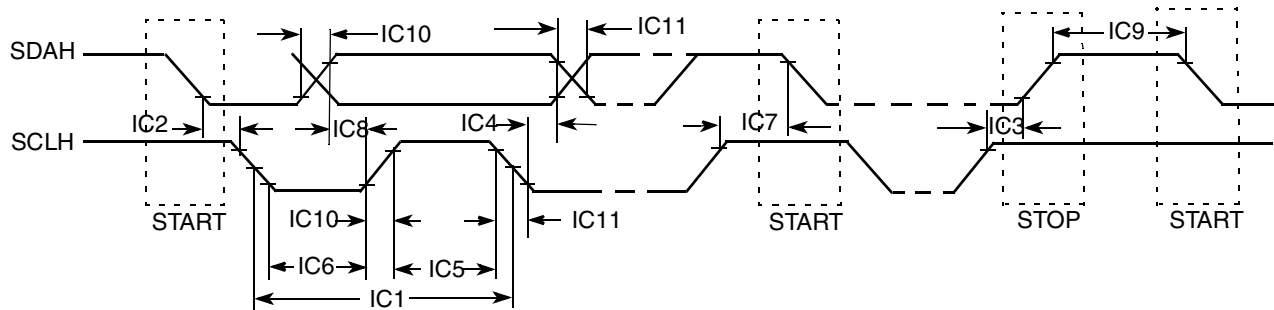 IC10
IC11
IC9
SDAH
IC2
IC8
IC4
IC7
IC3
SCLH
START
IC10
IC11
START
STOP
START
IC6
IC5
IC1